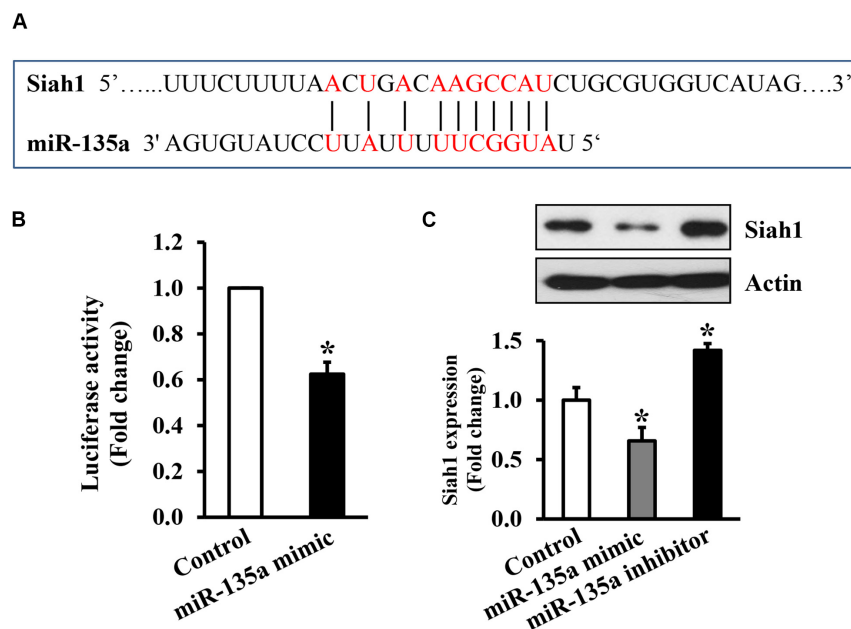 A
Siah1 5’…...UUUCUUUUAACUGACAAGCCAUCUGCGUGGUCAUAG….3’
miR-135a 3' AGUGUAUCCUUAUUUUUCGGUAU 5‘
B
Luciferase activity
(Fold change)
1.2
1.0
0.8
0.6
0.4
0.2
0.0
*
Control
miR-135a mimic
C
Siah1
Actin
Siah1 expression
(Fold change)
1.5
1.0
0.5
0.0
*
*
Control
miR-135a mimic
miR-135a inhibitor